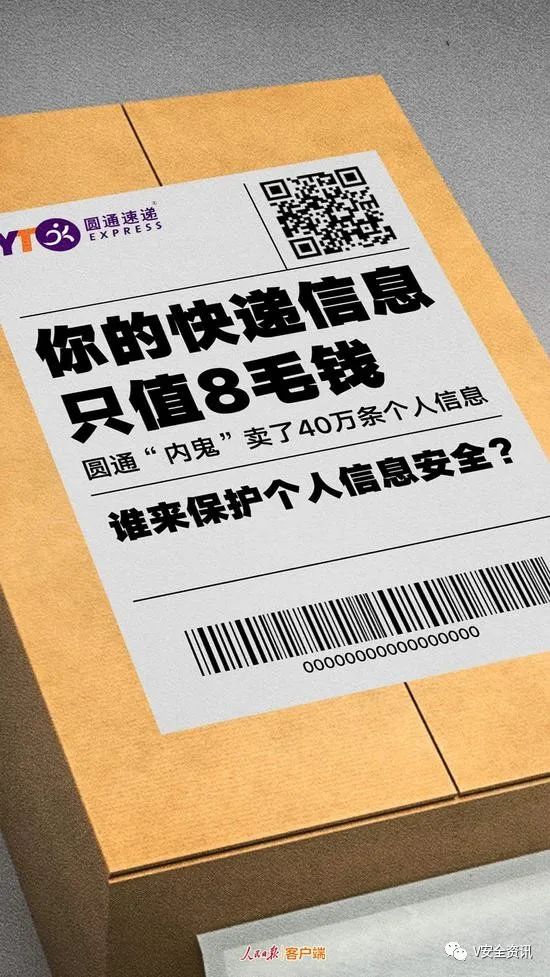 YTO
圆通速递
EXPRESS
你的快递信息
只值8毛钱
圆通“内鬼”卖了40万条个人信息
谁来保护个人信息安全?
人民日报 客户端
V安全资讯